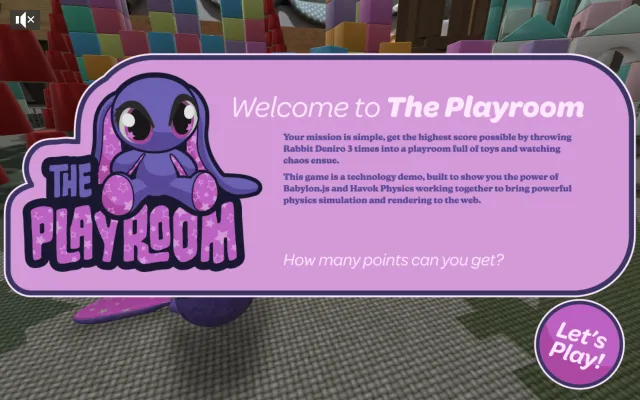 Welcome to The Playroom
Your mission is simple, get the highest score possible by throwing
Rabbit Deniro 3 times into a playroom full of toys and watching
chaos ensue.
This game is a technology demo, built to show you the power of
Babylon.js and Havok Physics working together to bring powerful
physics simulation and rendering to the web.
How many points can you get?
THE
PLAYROOM
Let's
Play!